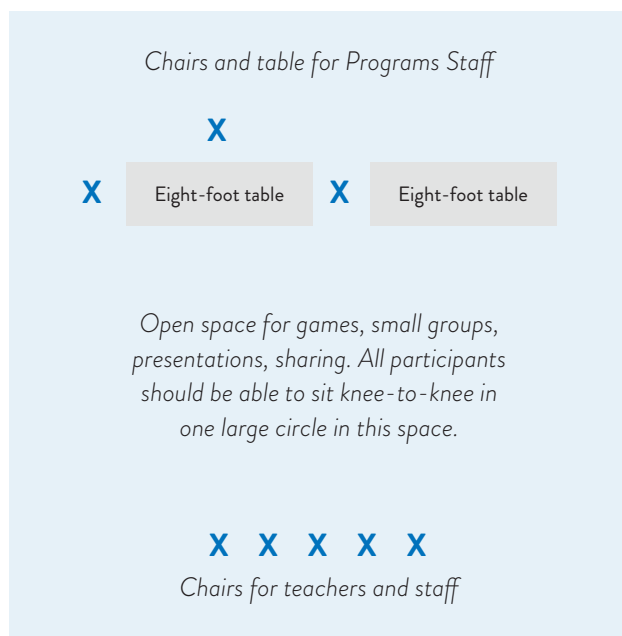 Chairs and table for Programs Staff
X
X Eight-foot table X Eight-foot table
Open space for games, small groups,
presentations, sharing. All participants
should be able to sit knee-to-knee in
one large circle in this space.
X X X X X
Chairs for teachers and staff